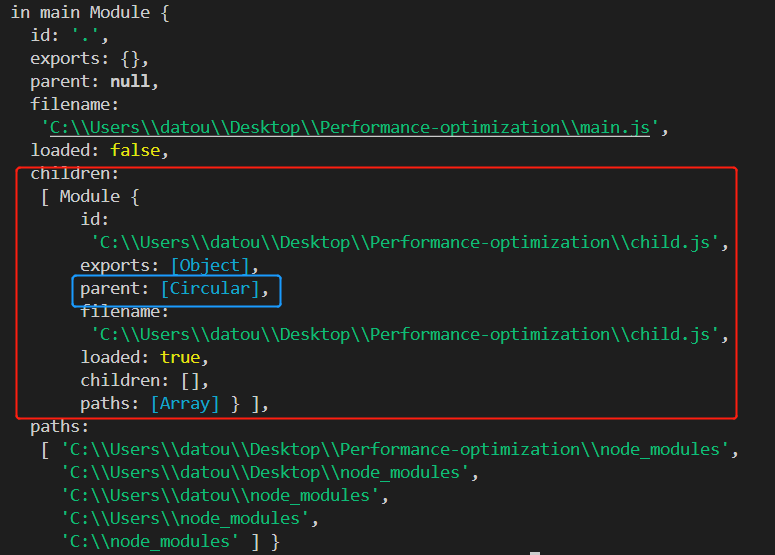 in main Module {
  id: '.',
  exports: {},
  parent: null,
  filename:
   'C:\\Users\\datou\\Desktop\\Performance-optimization\\main.js',
  loaded: false,
  children:
   [ Module {
       id:
        'C:\\Users\\datou\\Desktop\\Performance-optimization\\child.js',
       exports: [Object],
       parent: [Circular],
       filename:
        'C:\\Users\\datou\\Desktop\\Performance-optimization\\child.js',
       loaded: true,
       children: [],
       paths: [Array] } ],
  paths:
   [ 'C:\\Users\\datou\\Desktop\\Performance-optimization\\node_modules',
     'C:\\Users\\datou\\Desktop\\node_modules',
     'C:\\Users\\datou\\node_modules',
     'C:\\Users\\node_modules',
     'C:\\node_modules' ] }